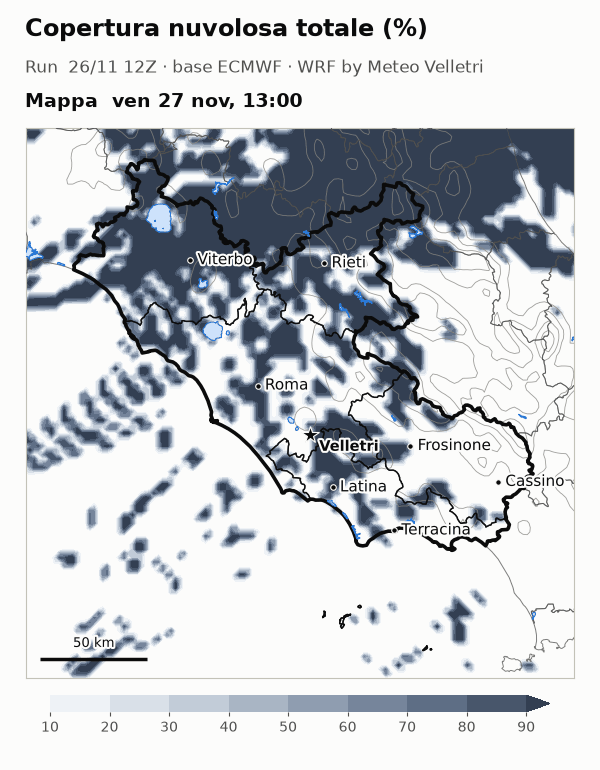 Copertura nuvolosa totale (%)
Run  26/11 12Z · base ECMWF · WRF by Meteo Velletri
Mappa  ven 27 nov, 13:00
Viterbo
Rieti
Roma
Velletri
Frosinone
Latina
Cassino
Terracina
50 km
10 20 30 40 50 60 70 80 90